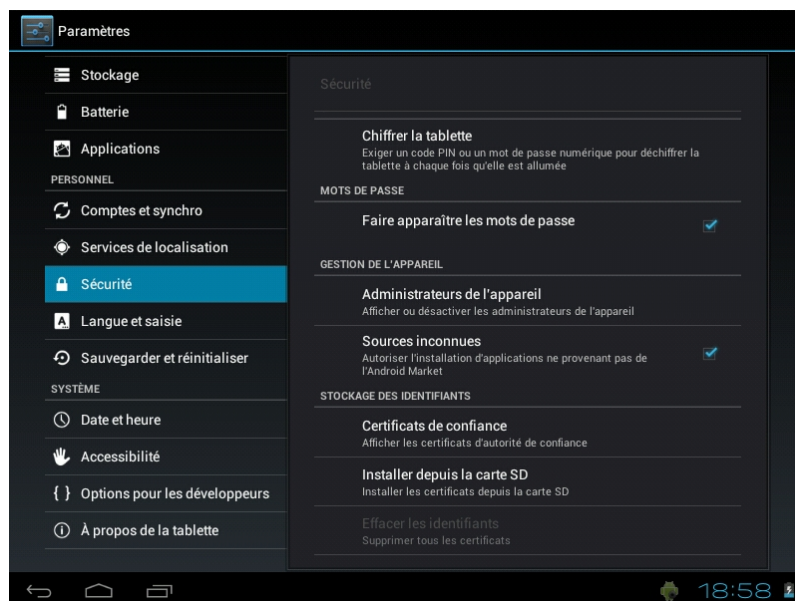 Paramètres
Stockage
Batterie
Applications
PERSONNEL
Comptes et synchro
Services de localisation
Sécurité
Langue et saisie
Sauvegarder et réinitialiser
SYSTÈME
Date et heure
Accessibilité
{ } Options pour les développeurs
À propos de la tablette
Sécurité
Chiffrer la tablette
Exiger un code PIN ou un mot de passe numérique pour déchiffrer la
tablette à chaque fois qu'elle est allumée
MOTS DE PASSE
Faire apparaître les mots de passe
GESTION DE L'APPAREIL
Administrateurs de l'appareil
Afficher ou désactiver les administrateurs de l'appareil
Sources inconnues
Autoriser l'installation d'applications ne provenant pas de
l'Android Market
STOCKAGE DES IDENTIFIANTS
Certificats de confiance
Afficher les certificats d'autorité de confiance
Installer depuis la carte SD
Installer les certificats depuis la carte SD
Effacer les identifiants
Supprimer tous les certificats
18:58